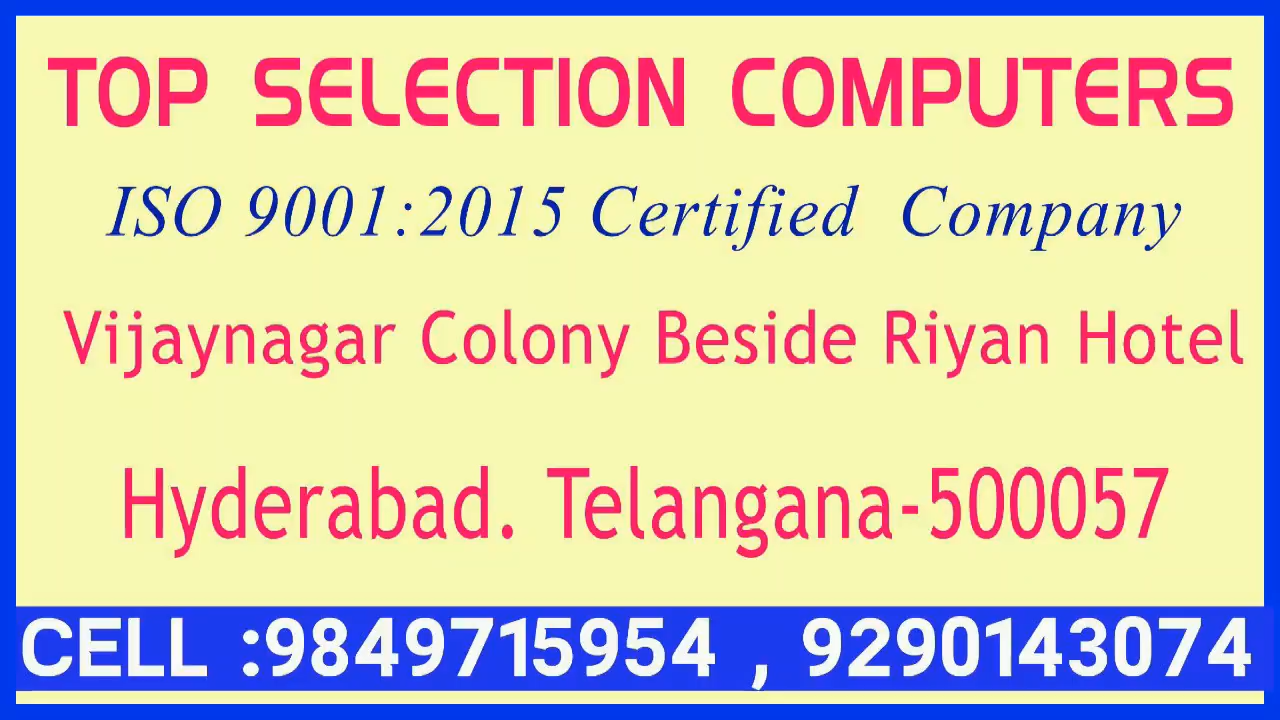 TOP SELECTION COMPUTERS
ISO 9001:2015 Certified Company
Vijaynagar Colony Beside Riyan Hotel
Hyderabad. Telangana-500057
CELL :9849715954 , 9290143074